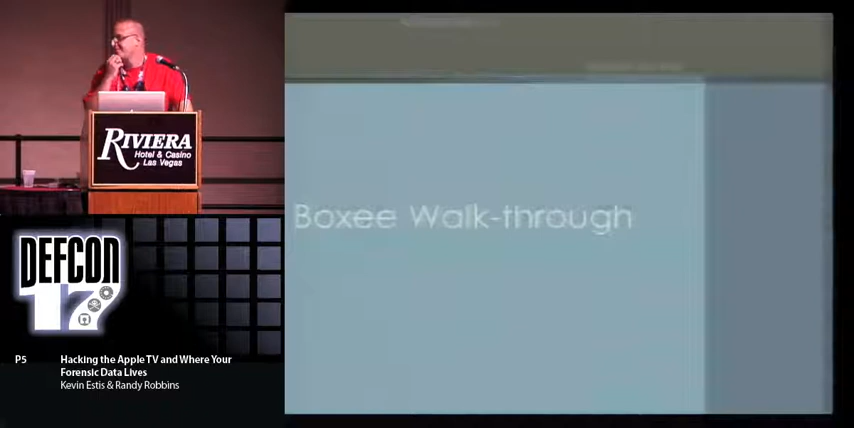 RIVIERA
Hotel & Casino
Las Vegas
Boxee Walk-through
DEFCON
17
P5
Hacking the Apple TV and Where Your
Forensic Data Lives
Kevin Estis & Randy Robbins